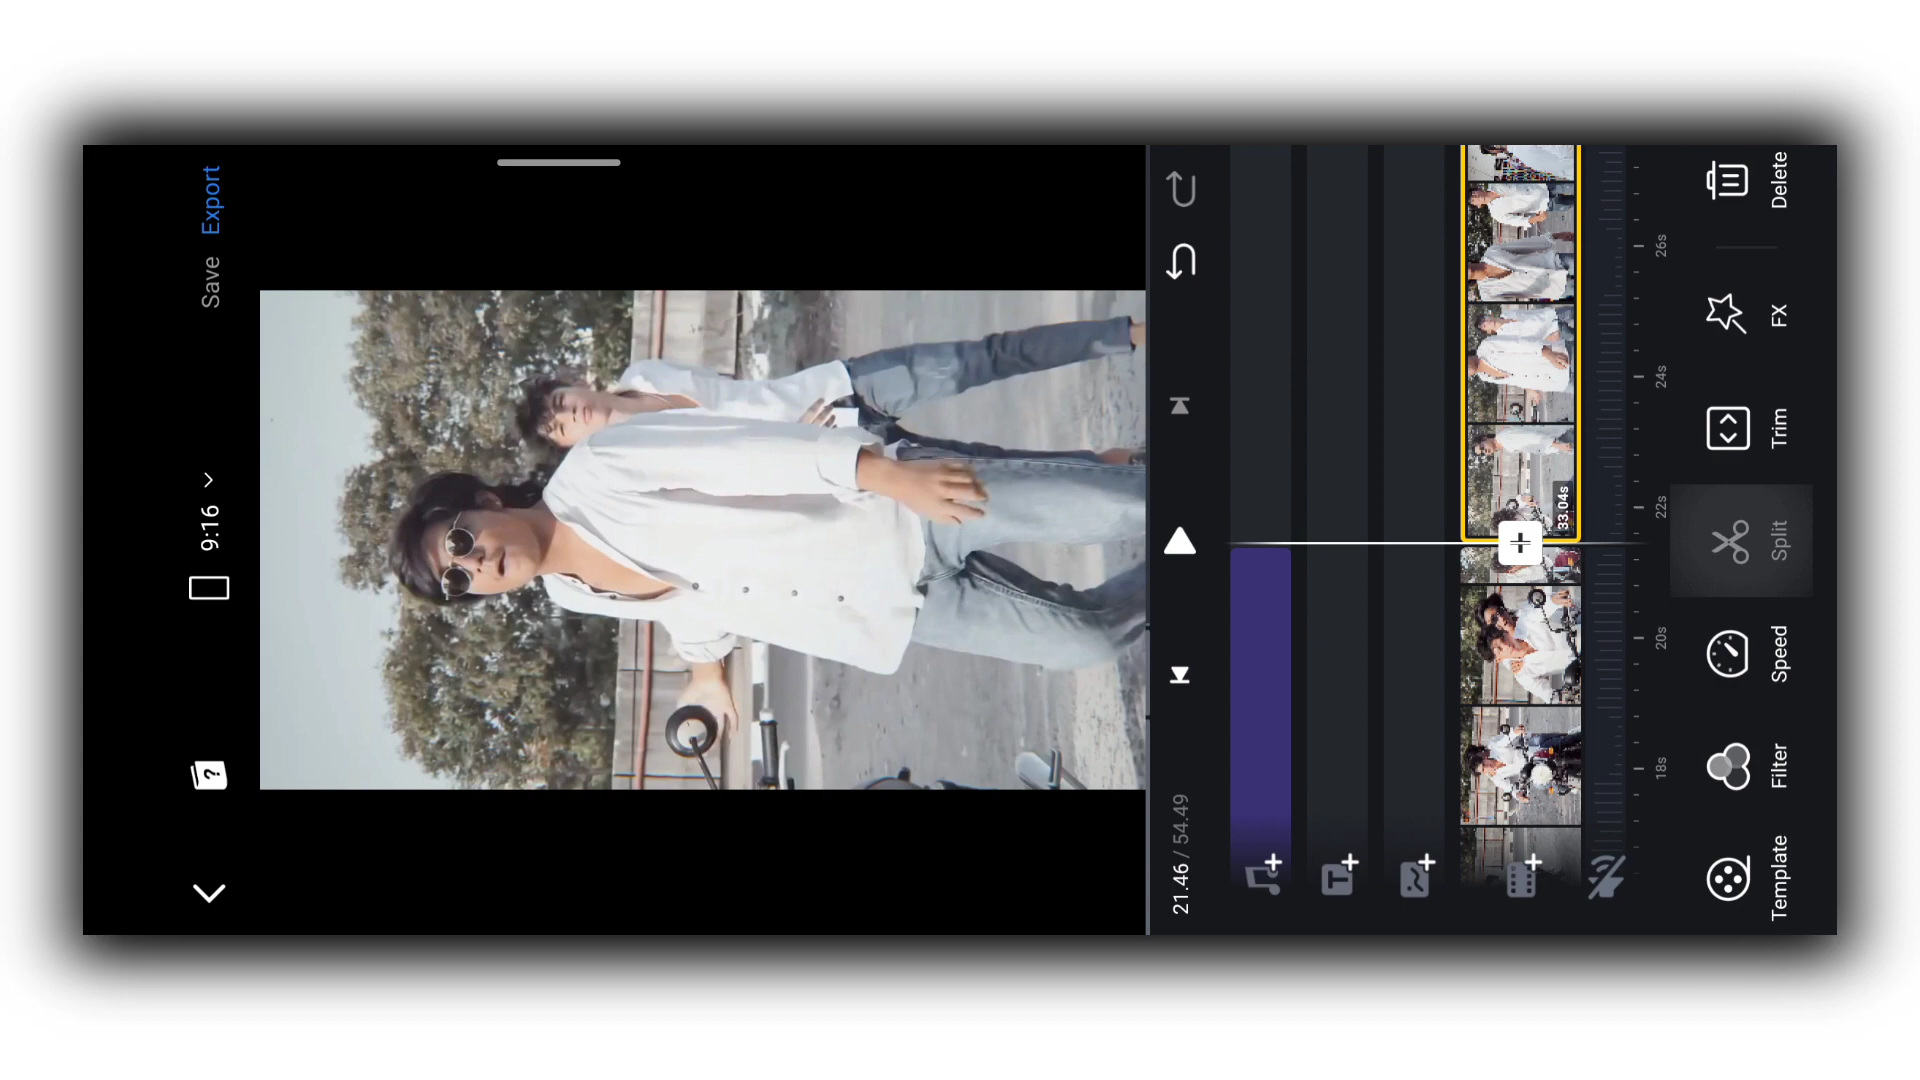 9:16
Save
Export
21.46 / 54.49
33.04s
18s
20s
22s
24s
26s
Template
Filter
Speed
Split
Trim
FX
Delete